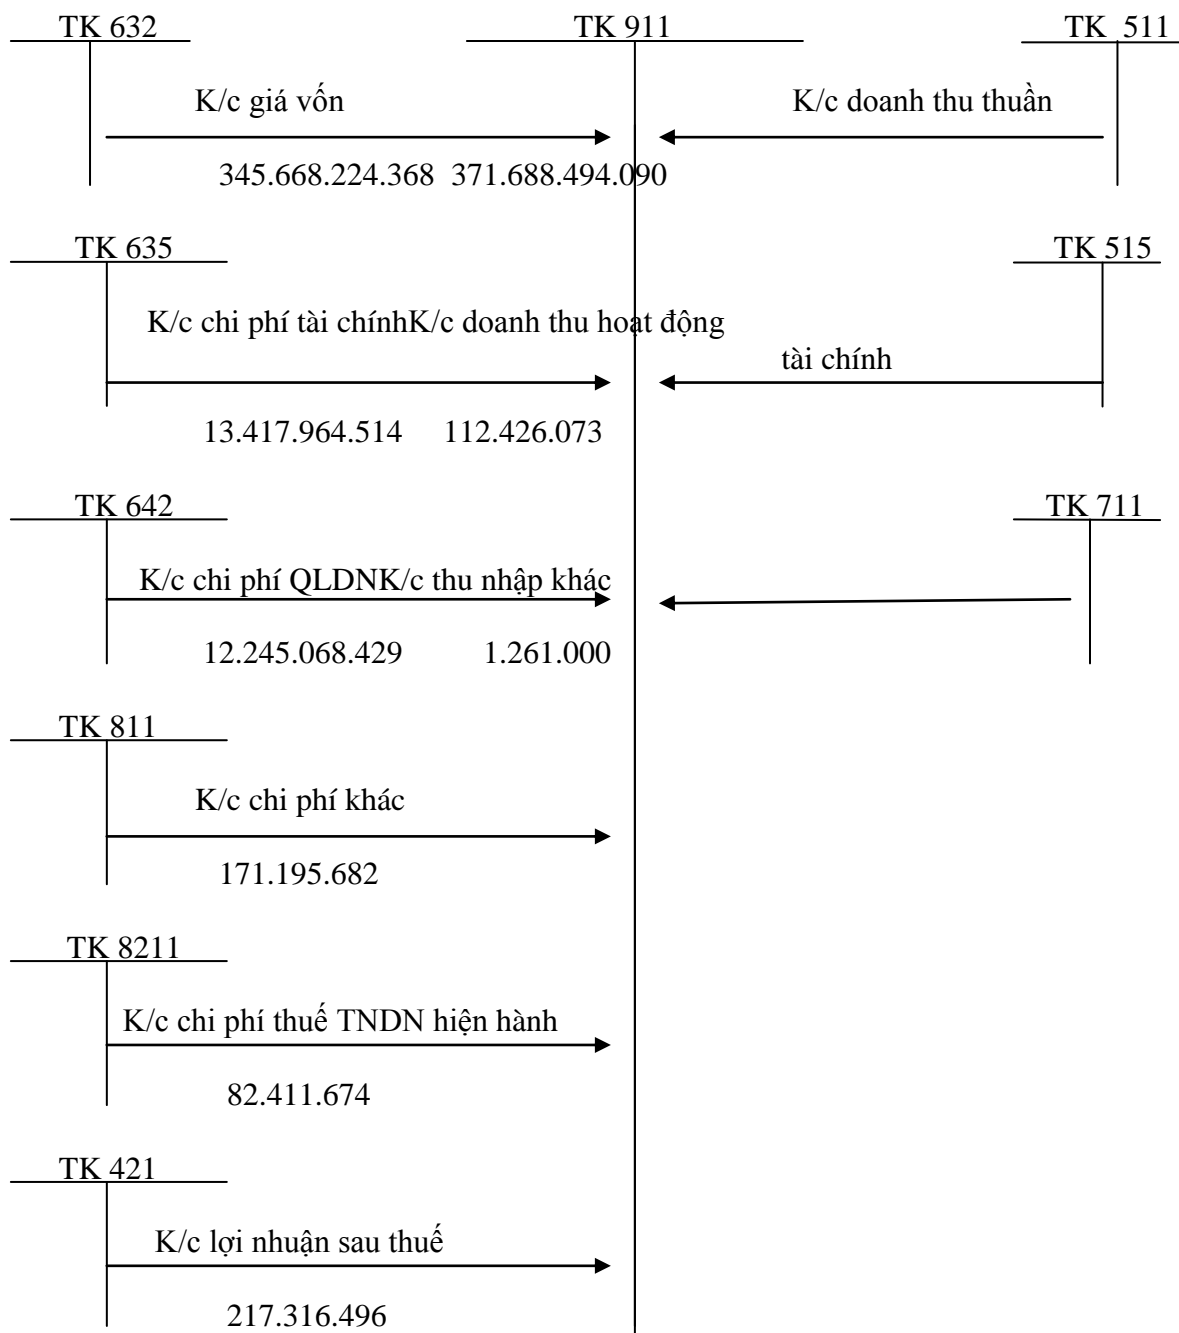 TK 632 TK 911 TK 511
K/c giá vốn K/c doanh thu thuần
345.668.224.368 371.688.494.090
TK 635 TK 515
K/c chi phí tài chínhK/c doanh thu hoạt động
tài chính
13.417.964.514 112.426.073
TK 642 TK 711
K/c chi phí QLDNK/c thu nhập khác
12.245.068.429 1.261.000
TK 811
K/c chi phí khác
171.195.682
TK 8211
K/c chi phí thuế TNDN hiện hành
82.411.674
TK 421
K/c lợi nhuận sau thuế
217.316.496